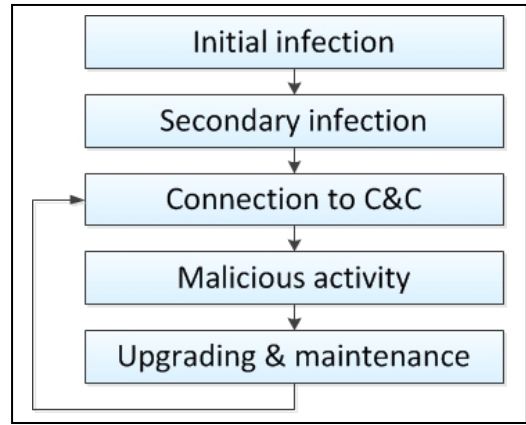 Initial infection
Secondary infection
Connection to C&C
Malicious activity
Upgrading & maintenance